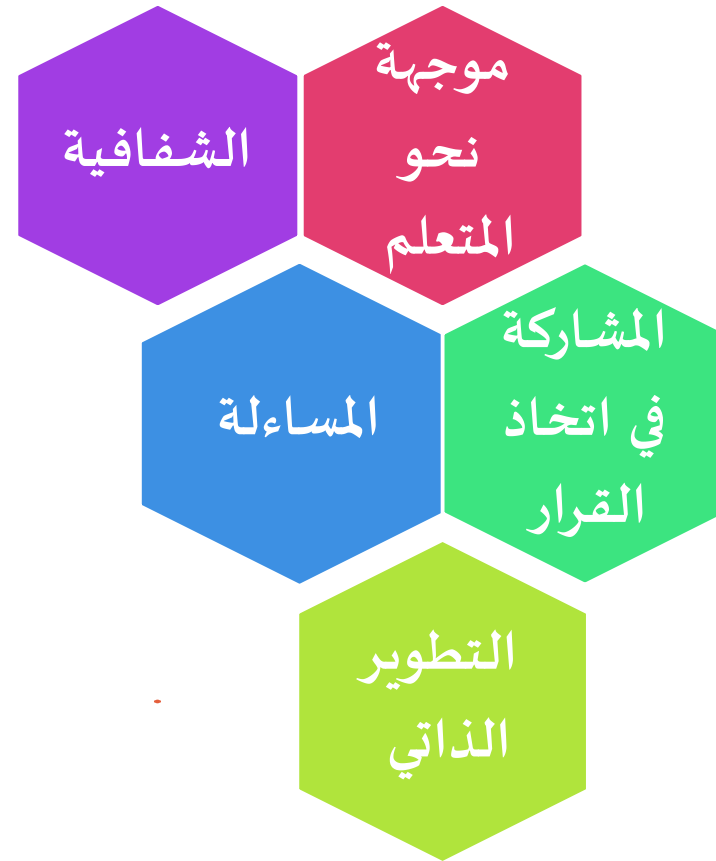 موجهة
نحو
المتعلم
الشفافية
المشاركة
في اتخاذ
القرار
المساءلة
التطوير
الذاتي